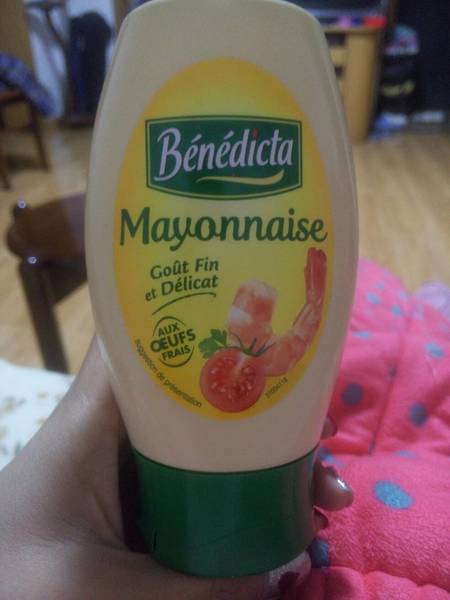 Bénédicta
Mayonnaise
Goût Fin
et Délicat
AUX
ŒUFS
FRAIS
suggestion de présentation